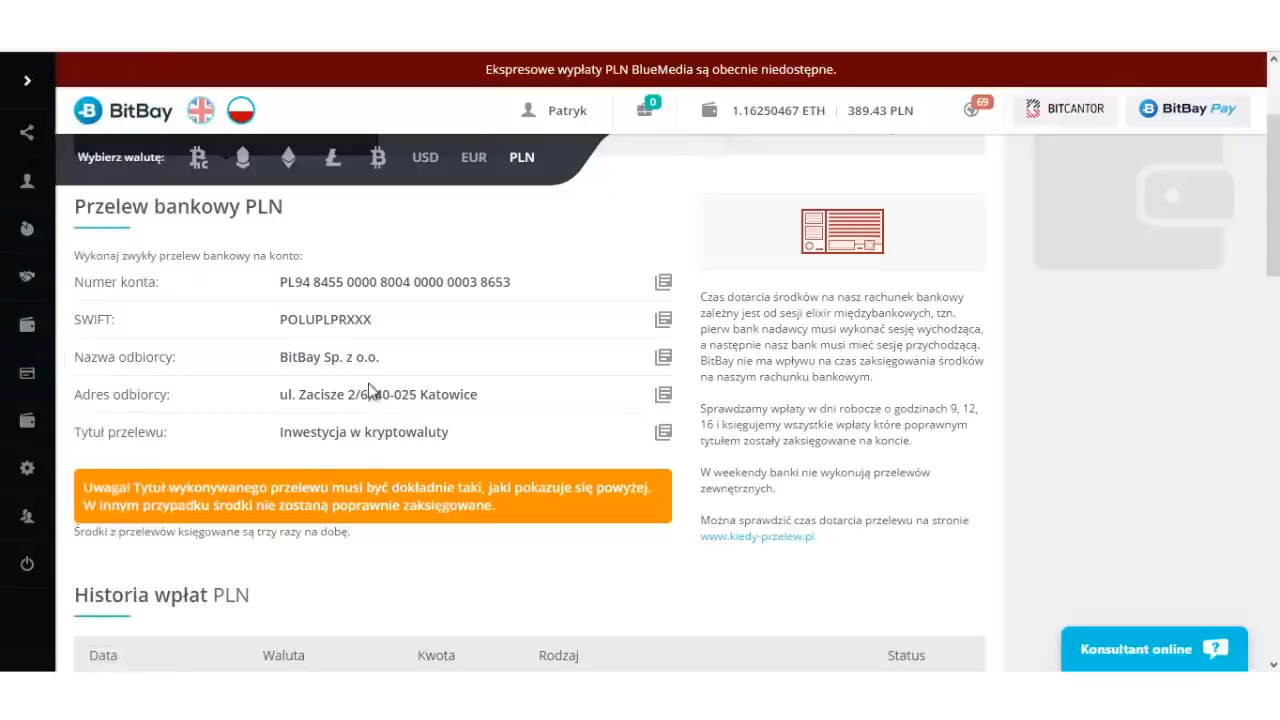 Ekspresowe wypłaty PLN BlueMedia są obecnie niedostępne.
BitBay
Patryk
0
1.16250467 ETH | 389.43 PLN
69
BITCANTOR
BitBay Pay
Wybierz walutę:
USD
EUR
PLN
Przelew bankowy PLN
Wykonaj zwykły przelew bankowy na konto:
Numer konta: PL94 8455 0000 8004 0000 0003 8653
SWIFT: POLUPLPRXXX
Nazwa odbiorcy: BitBay Sp. z o.o.
Adres odbiorcy: ul. Zacisze 2/6, 40-025 Katowice
Tytuł przelewu: Inwestycja w kryptowaluty
Uwaga! Tytuł wykonywanego przelewu musi być dokładnie taki, jaki pokazuje się powyżej.
W innym przypadku środki nie zostaną poprawnie zaksięgowane.
Środki z przelewów księgowane są trzy razy na dobę.
Czas dotarcia środków na nasz rachunek bankowy
zależny jest od sesji elixir międzybankowych, tzn.
pierw bank nadawcy musi wykonać sesję wychodząca,
a następnie nasz bank musi mieć sesję przychodzącą.
BitBay nie ma wpływu na czas zaksięgowania środków
na naszym rachunku bankowym.
Sprawdzamy wpłaty w dni robocze o godzinach 9, 12,
16 i księgujemy wszystkie wpłaty które poprawnym
tytułem zostały zaksięgowane na koncie.
W weekendy banki nie wykonują przelewów
zewnętrznych.
Można sprawdzić czas dotarcia przelewu na stronie
www.kiedy-przelew.pl
Historia wpłat PLN
Data
Waluta
Kwota
Rodzaj
Status
Konsultant online